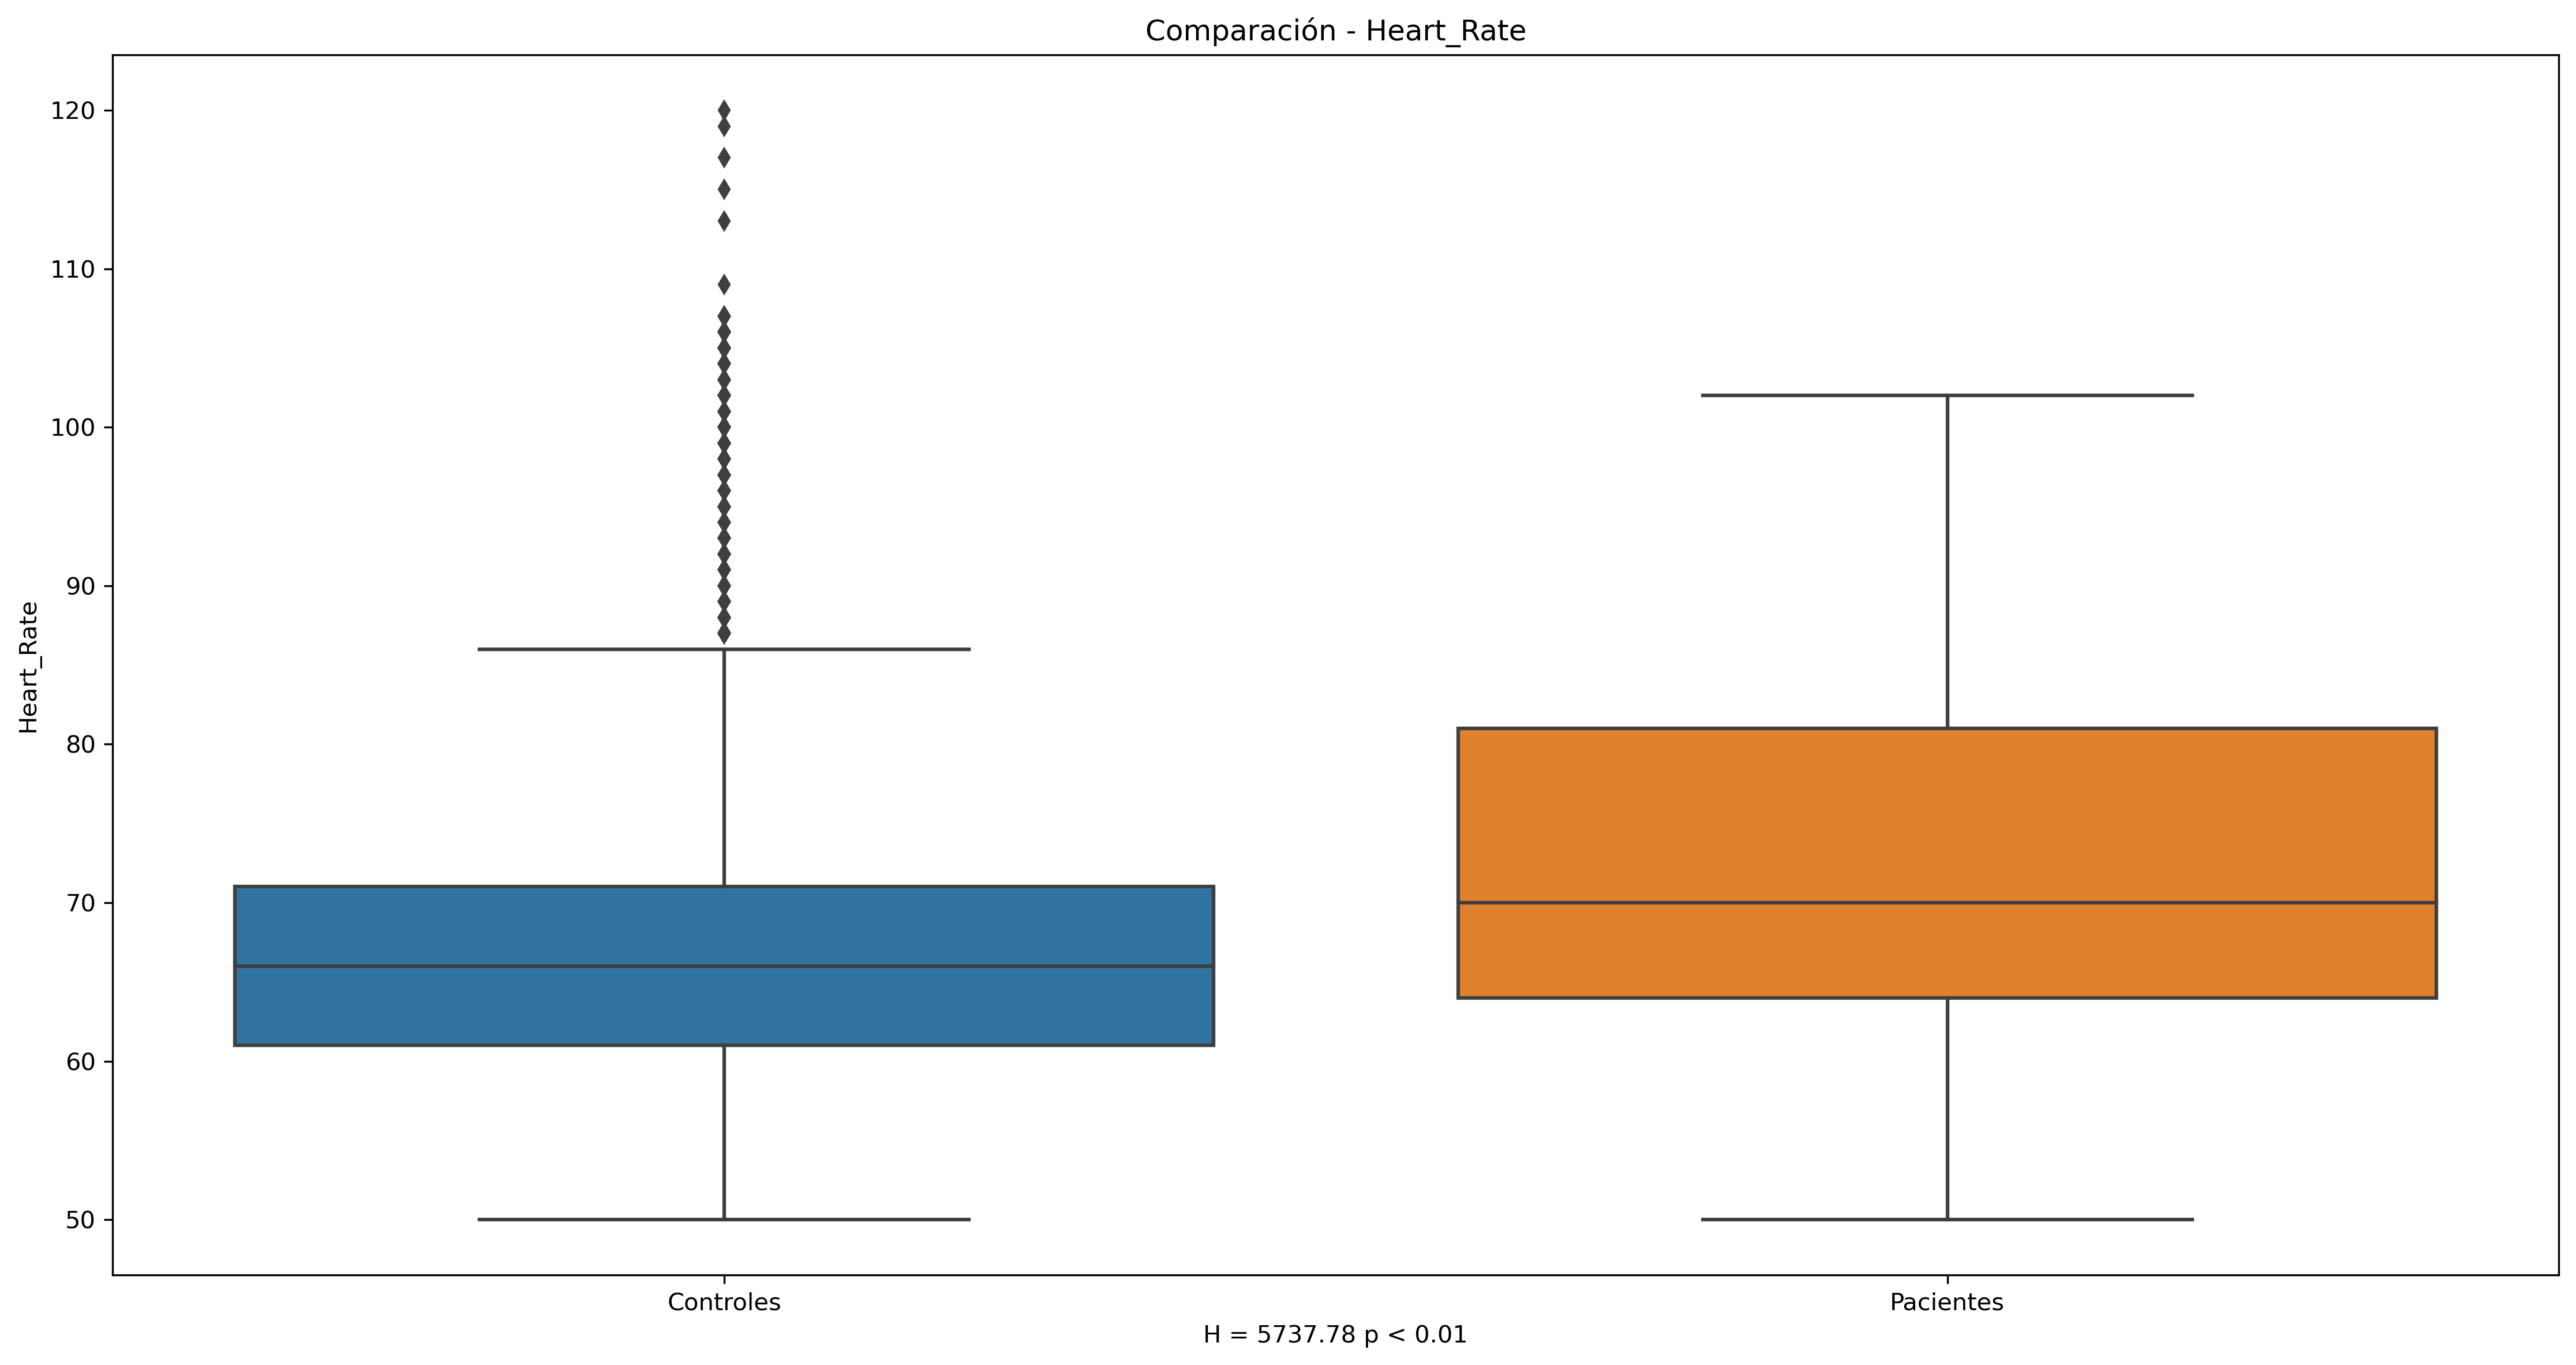 Comparación - Heart_Rate
Heart_Rate
120
110
100
90
80
70
60
50
Controles
Pacientes
H = 5737.78 p < 0.01